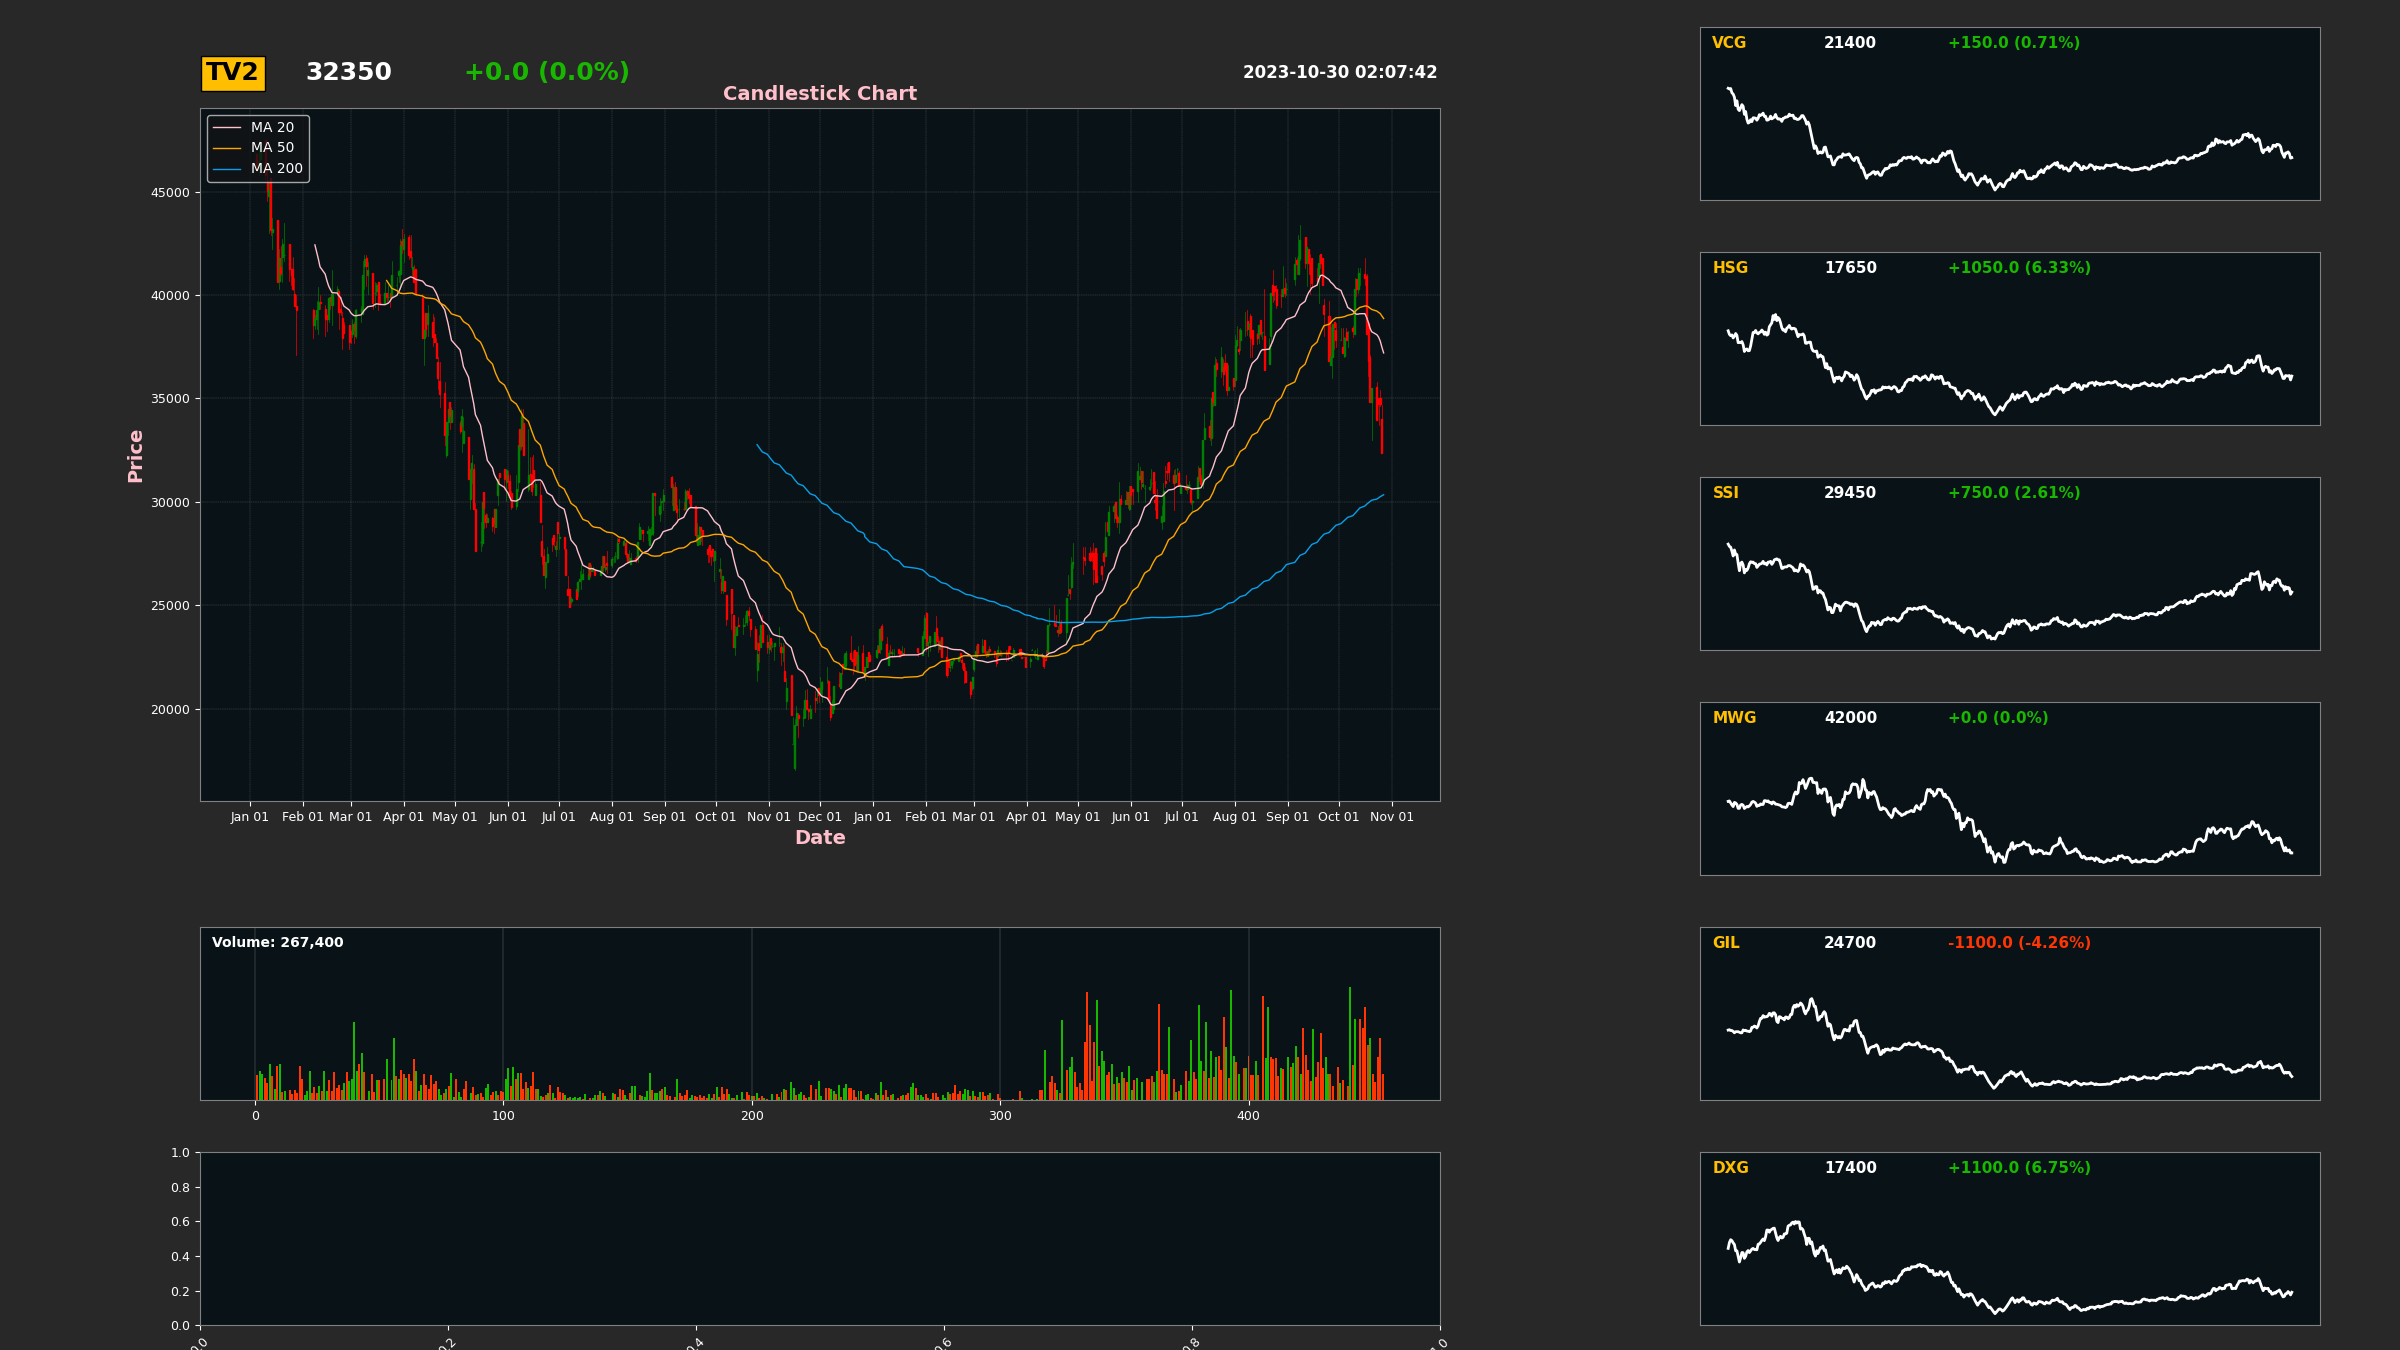 TV2 32350 +0.0 (0.0%) 2023-10-30 02:07:42
Candlestick Chart
MA 20
MA 50
MA 200
45000
40000
35000
30000
25000
20000
Price
Jan 01 Feb 01 Mar 01 Apr 01 May 01 Jun 01 Jul 01 Aug 01 Sep 01 Oct 01 Nov 01 Dec 01 Jan 01 Feb 01 Mar 01 Apr 01 May 01 Jun 01 Jul 01 Aug 01 Sep 01 Oct 01 Nov 01
Date
Volume: 267,400
0 100 200 300 400
1.0
0.8
0.6
0.4
0.2
0.0
0.0 0.2 0.4 0.6 0.8 1.0
VCG 21400 +150.0 (0.71%)
HSG 17650 +1050.0 (6.33%)
SSI 29450 +750.0 (2.61%)
MWG 42000 +0.0 (0.0%)
GIL 24700 -1100.0 (-4.26%)
DXG 17400 +1100.0 (6.75%)